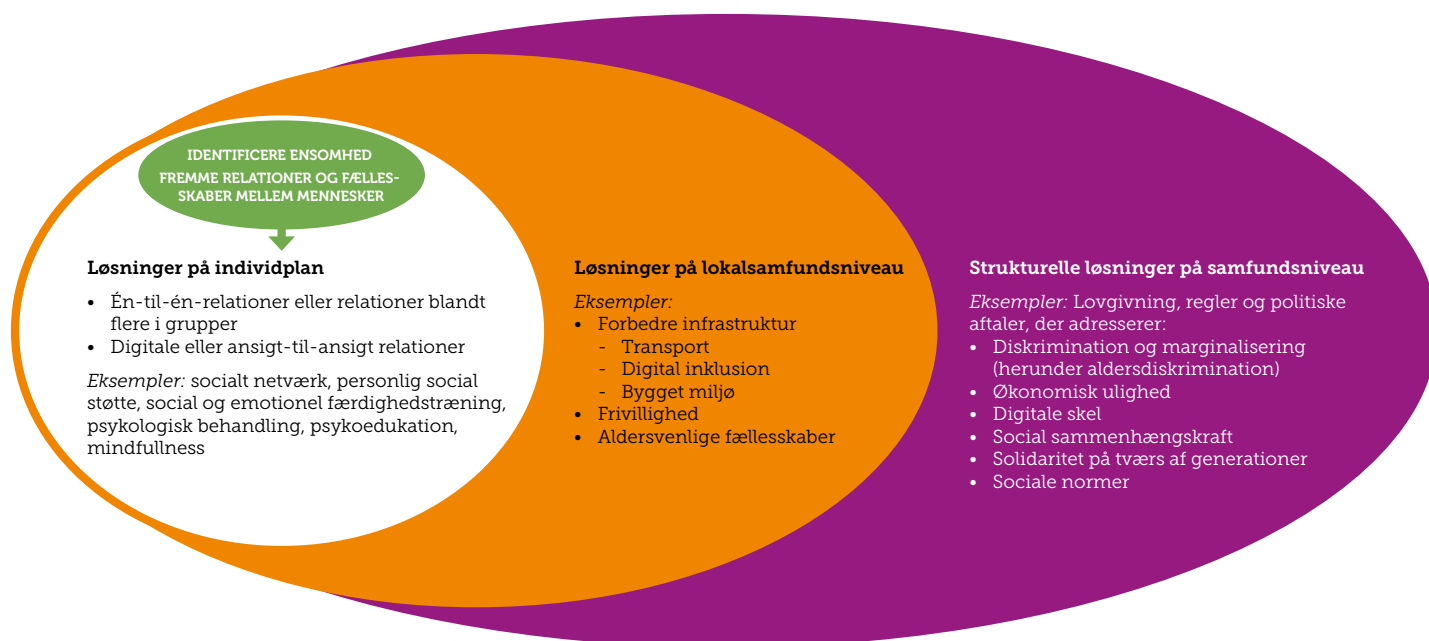 IDENTIFICERE ENSOMHED
FREMME RELATIONER OG FÆLLES-
SKABER MELLEM MENNESKER
Løsninger på individplan
• Én-til-én-relationer eller relationer blandt
flere i grupper
• Digitale eller ansigt-til-ansigt relationer
Eksempler: socialt netværk, personlig social
støtte, social og emotionel færdighedstræning,
psykologisk behandling, psykoedukation,
mindfullness
Løsninger på lokalsamfundsniveau
Eksempler:
• Forbedre infrastruktur
- Transport
- Digital inklusion
- Bygget miljø
• Frivillighed
• Aldersvenlige fællesskaber
Strukturelle løsninger på samfundsniveau
Eksempler: Lovgivning, regler og politiske
aftaler, der adresserer:
• Diskrimination og marginalisering
(herunder aldersdiskrimination)
• Økonomisk ulighed
• Digitale skel
• Social sammenhængskraft
• Solidaritet på tværs af generationer
• Sociale normer